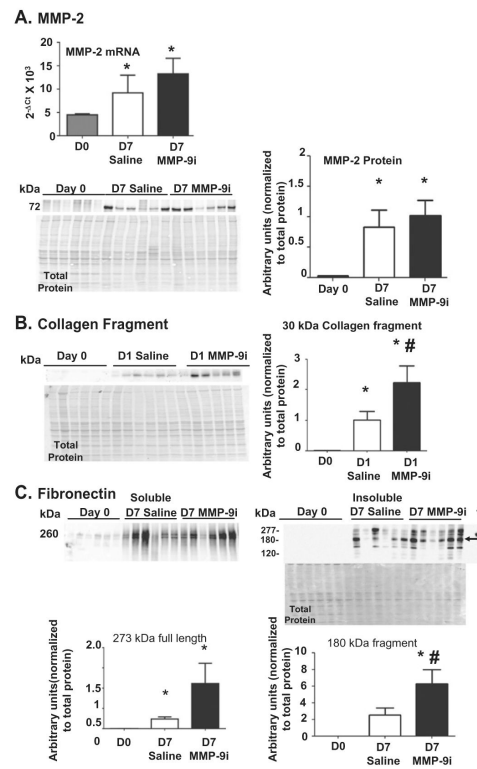 A. MMP-2
MMP-2 mRNA
2^-ΔCt X 10³
20
15
10
5
0
*
*
D0
D7
Saline
D7
MMP-9i
kDa
Day 0
D7 Saline
D7 MMP-9i
72
Total
Protein
MMP-2 Protein
Arbitrary units (normalized
to total protein)
2
1.5
1
0.5
0
*
*
Day 0
D7
Saline
D7
MMP-9i
B. Collagen Fragment
kDa
Day 0
D1 Saline
D1 MMP-9i
Total
Protein
30 kDa Collagen fragment
Arbitrary units (normalized
to total protein)
4
3
2
1
0
*
* #
D0
D1
Saline
D1
MMP-9i
C. Fibronectin
Soluble
kDa
Day 0
D7 Saline
D7 MMP-9i
260
Insoluble
kDa
Day 0
D7 Saline
D7 MMP-9i
277-
180-
120-
Total
Protein
273 kDa full length
Arbitrary units(normalized
to total protein)
2.0
1.5
1.0
0.5
0
*
*
D0
D7
Saline
D7
MMP-9i
180 kDa fragment
Arbitrary units (normalized
to total protein)
10
8
6
4
2
0
* #
D0
D7
Saline
D7
MMP-9i